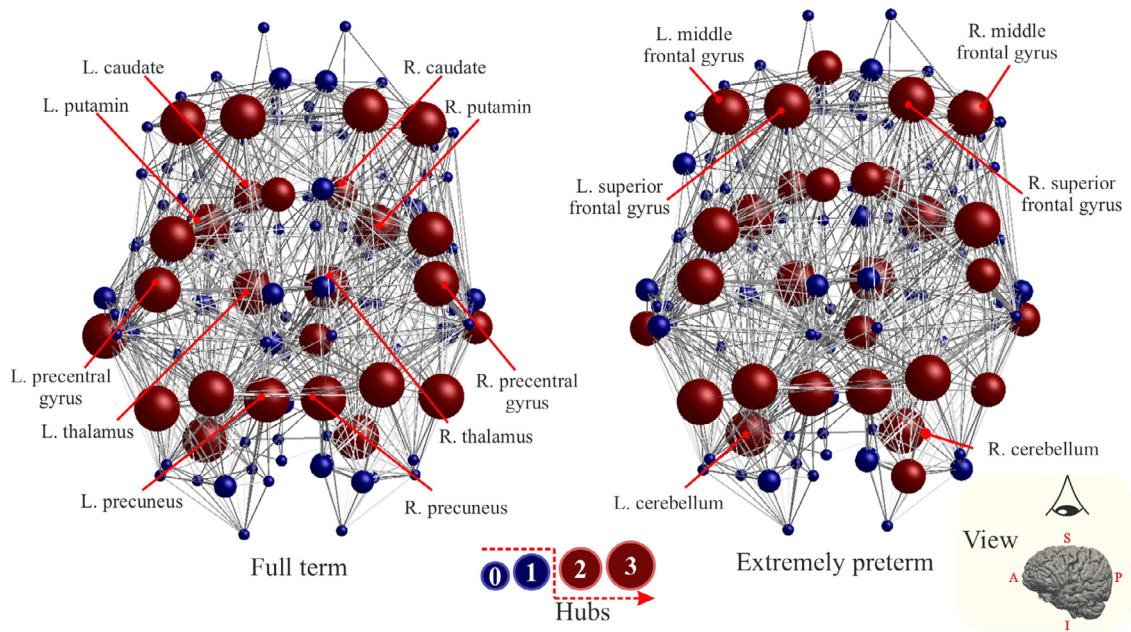 L. caudate
R. caudate
L. putamin
R. putamin
L. precentral
gyrus
L. thalamus
L. precuneus
R. precentral
gyrus
R. thalamus
R. precuneus
Full term
L. middle
frontal gyrus
R. middle
frontal gyrus
L. superior
frontal gyrus
R. superior
frontal gyrus
L. cerebellum
R. cerebellum
Extremely preterm
0 1 2 3
Hubs
View
S
A P
I